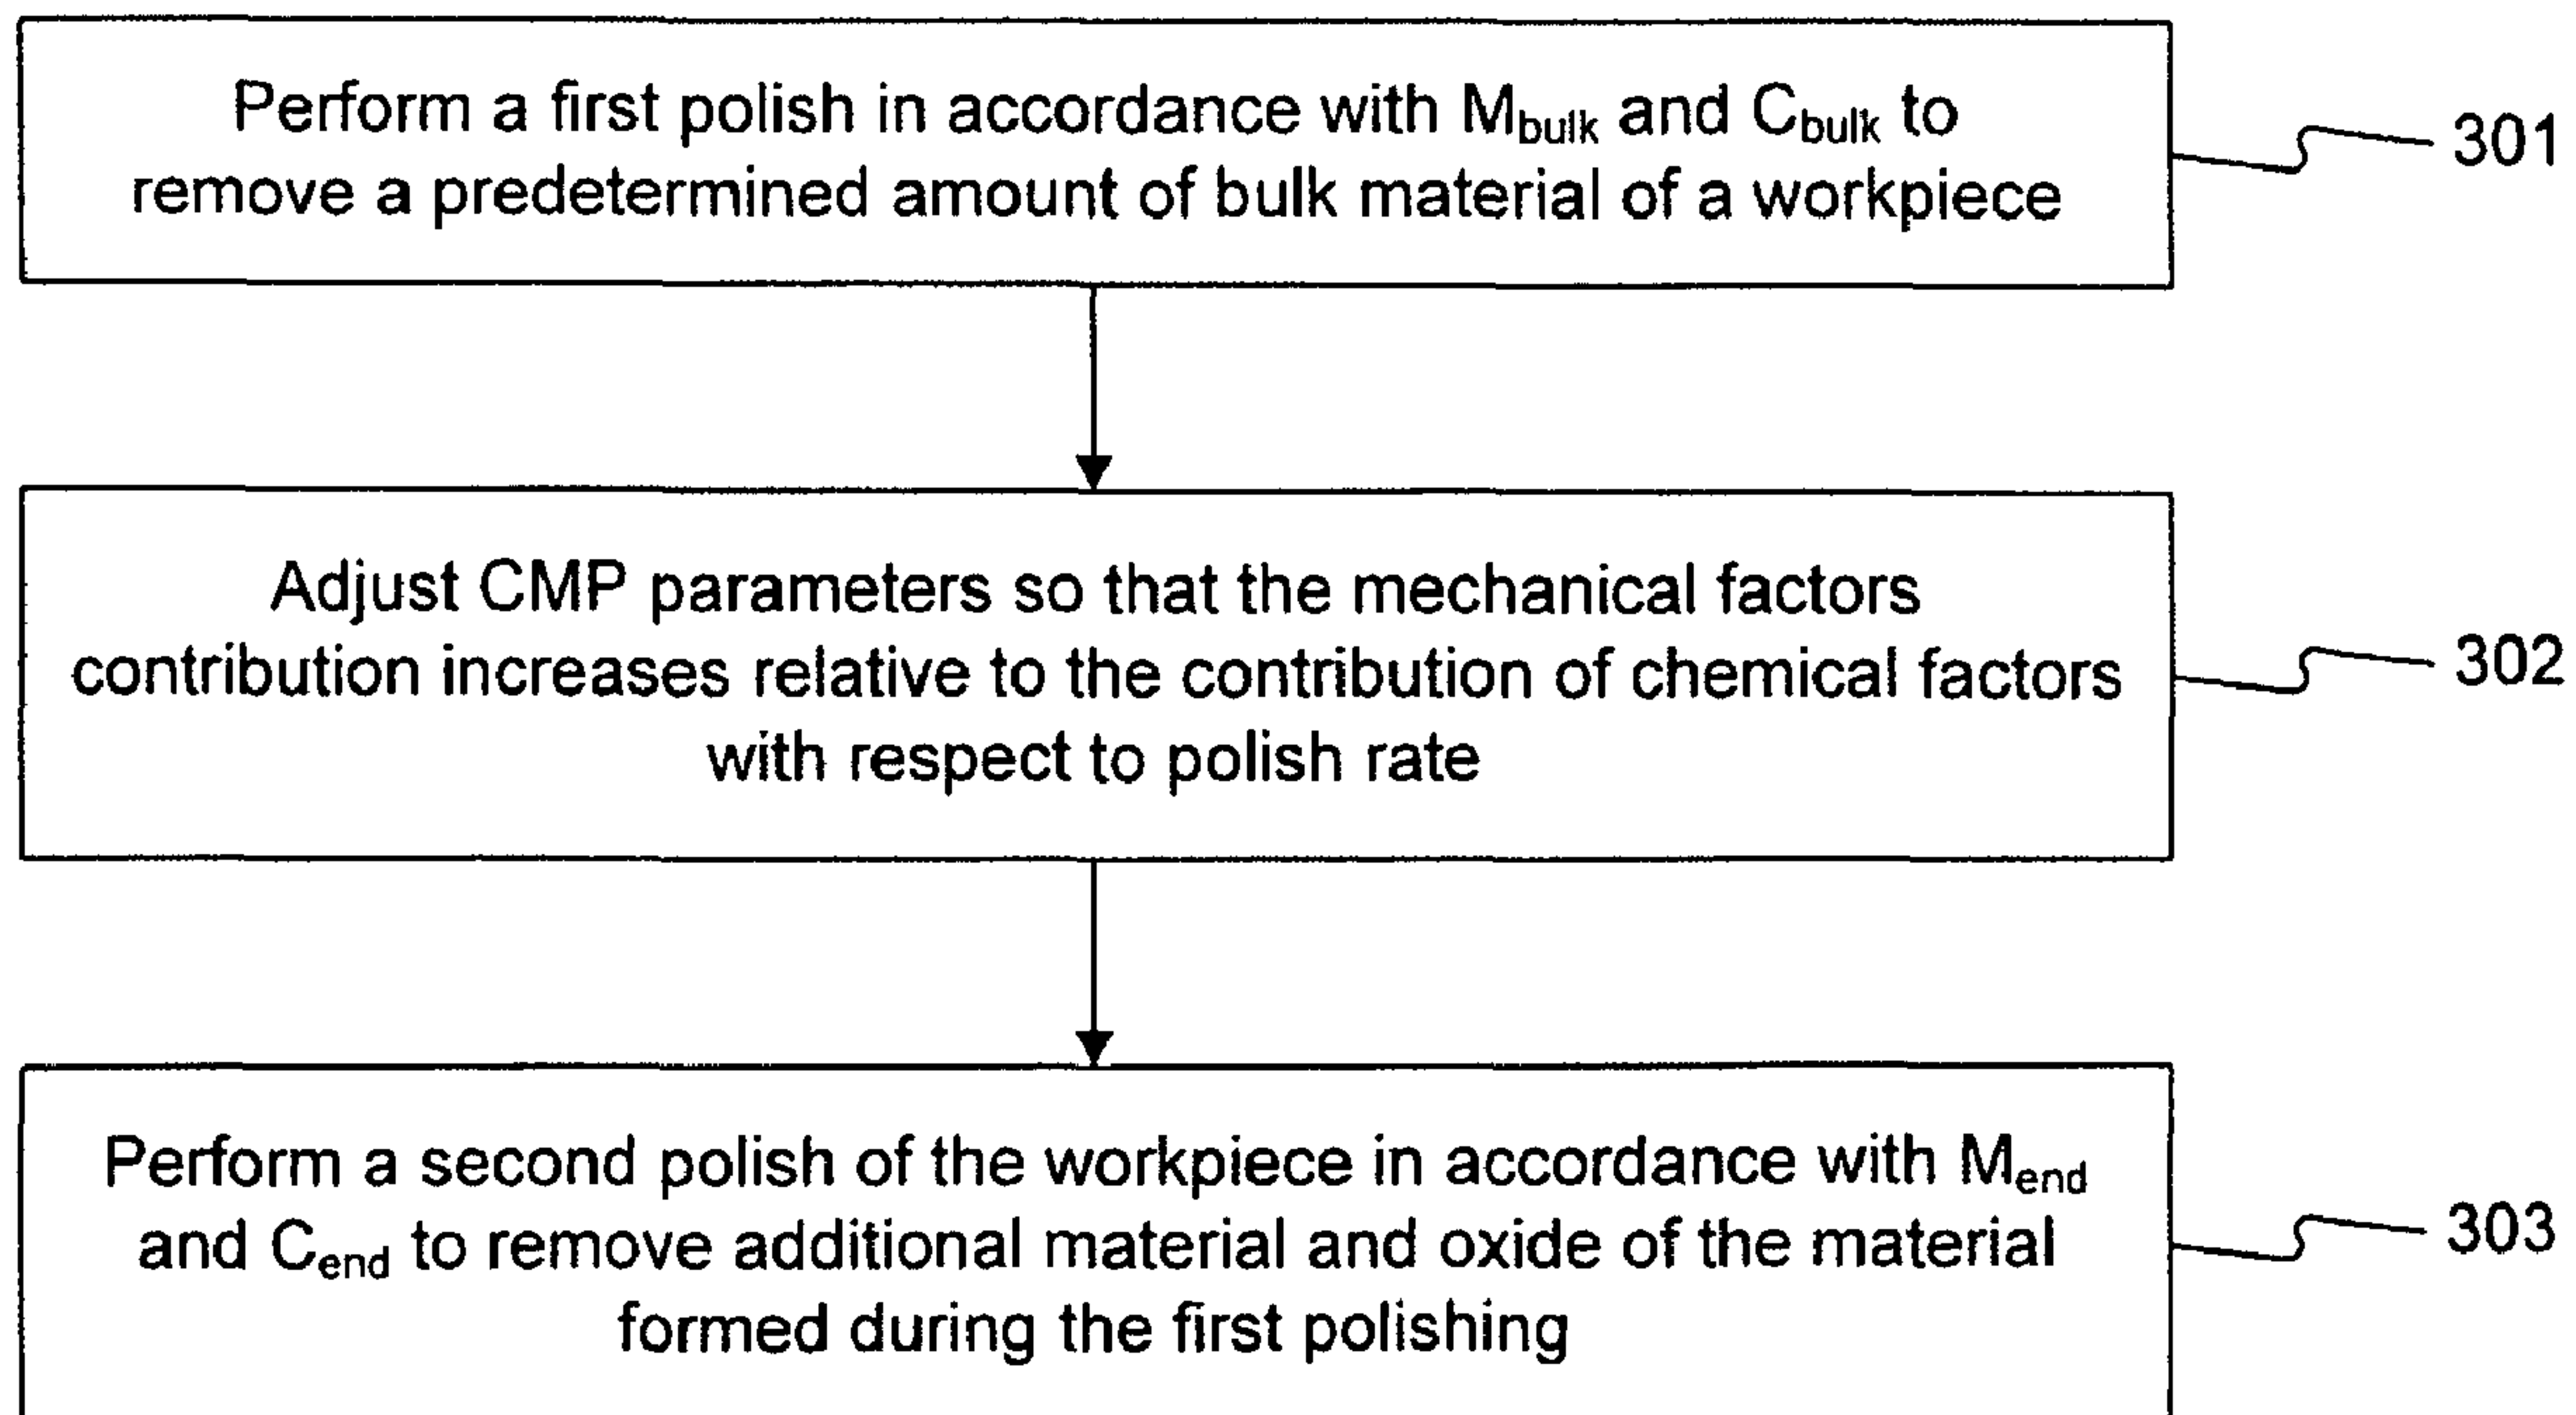 Perform a first polish in accordance with Mbulk and Cbulk to
remove a predetermined amount of bulk material of a workpiece
301
Adjust CMP parameters so that the mechanical factors
contribution increases relative to the contribution of chemical factors
with respect to polish rate
302
Perform a second polish of the workpiece in accordance with Mend
and Cend to remove additional material and oxide of the material
formed during the first polishing
303